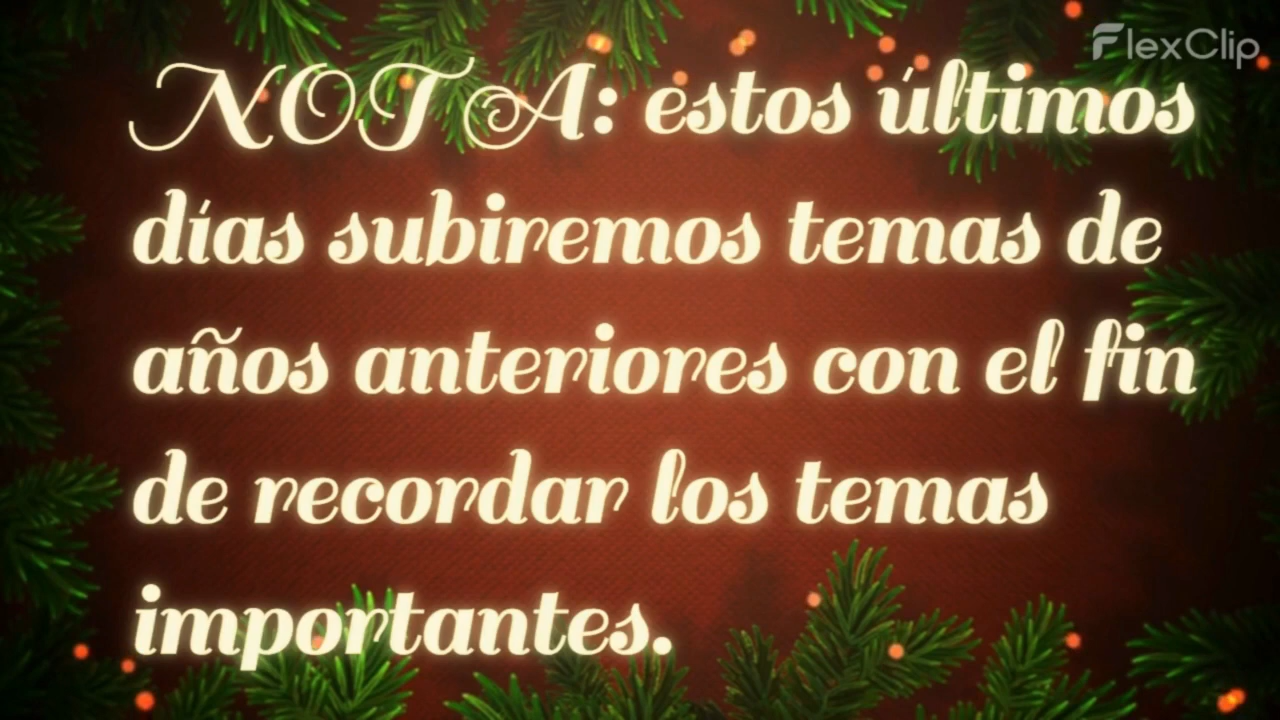 FlexClip
NOTA: estos últimos
días subiremos temas de
años anteriores con el fin
de recordar los temas
importantes.